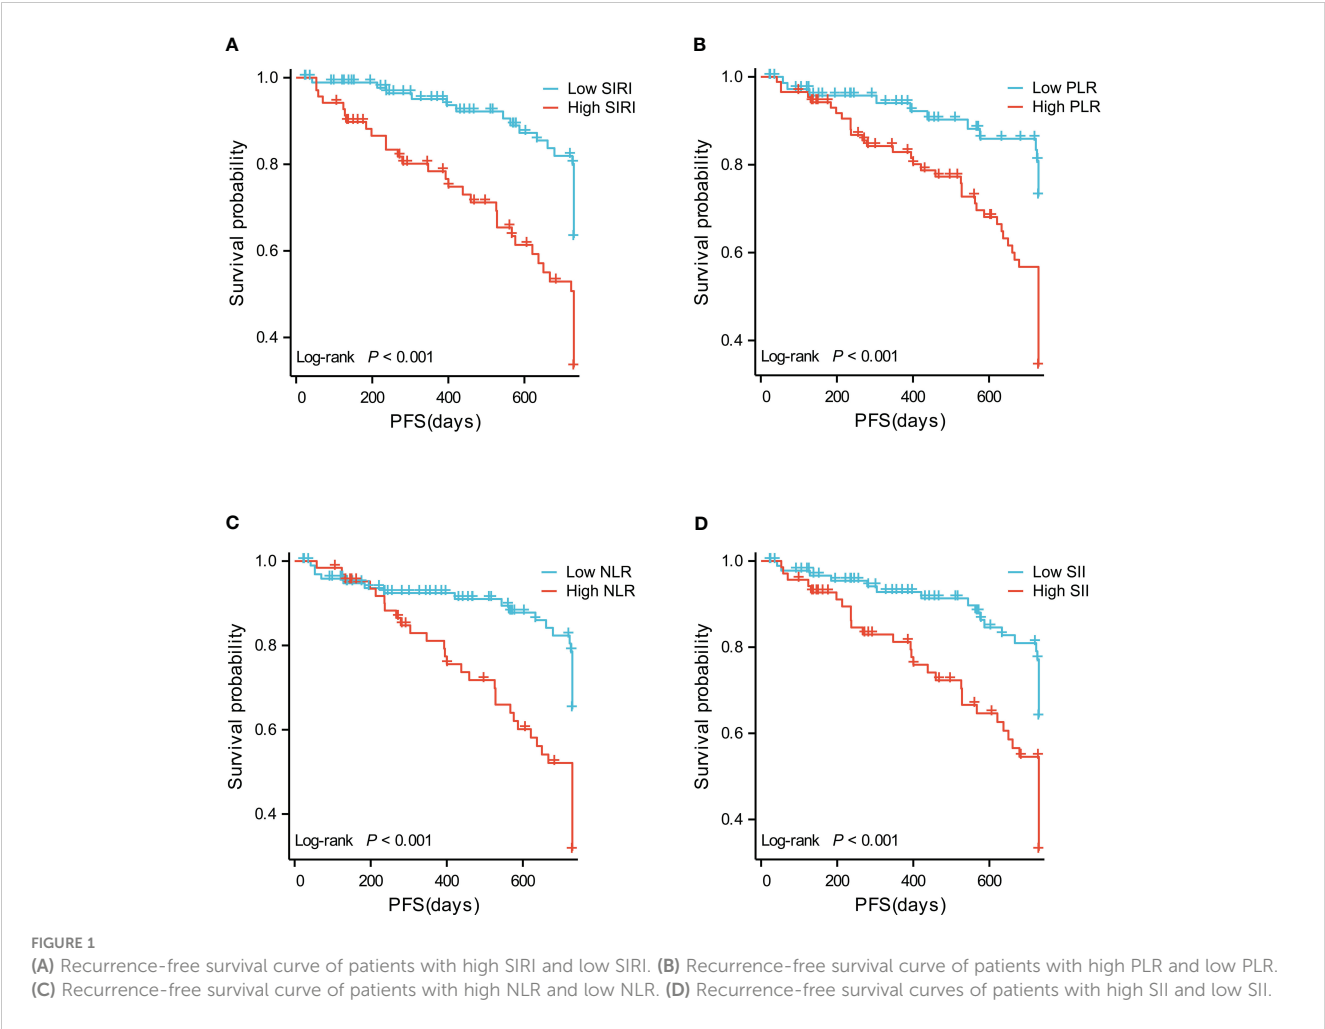 A
1.0
0.8
0.6
0.4
Survival probability
Low SIRI
High SIRI
Log-rank P < 0.001
0 200 400 600
PFS(days)
B
1.0
0.8
0.6
0.4
Survival probability
Low PLR
High PLR
Log-rank P < 0.001
0 200 400 600
PFS(days)
C
1.0
0.8
0.6
0.4
Survival probability
Low NLR
High NLR
Log-rank P < 0.001
0 200 400 600
PFS(days)
D
1.0
0.8
0.6
0.4
Survival probability
Low SII
High SII
Log-rank P < 0.001
0 200 400 600
PFS(days)
FIGURE 1
(A) Recurrence-free survival curve of patients with high SIRI and low SIRI. (B) Recurrence-free survival curve of patients with high PLR and low PLR.
(C) Recurrence-free survival curve of patients with high NLR and low NLR. (D) Recurrence-free survival curves of patients with high SII and low SII.